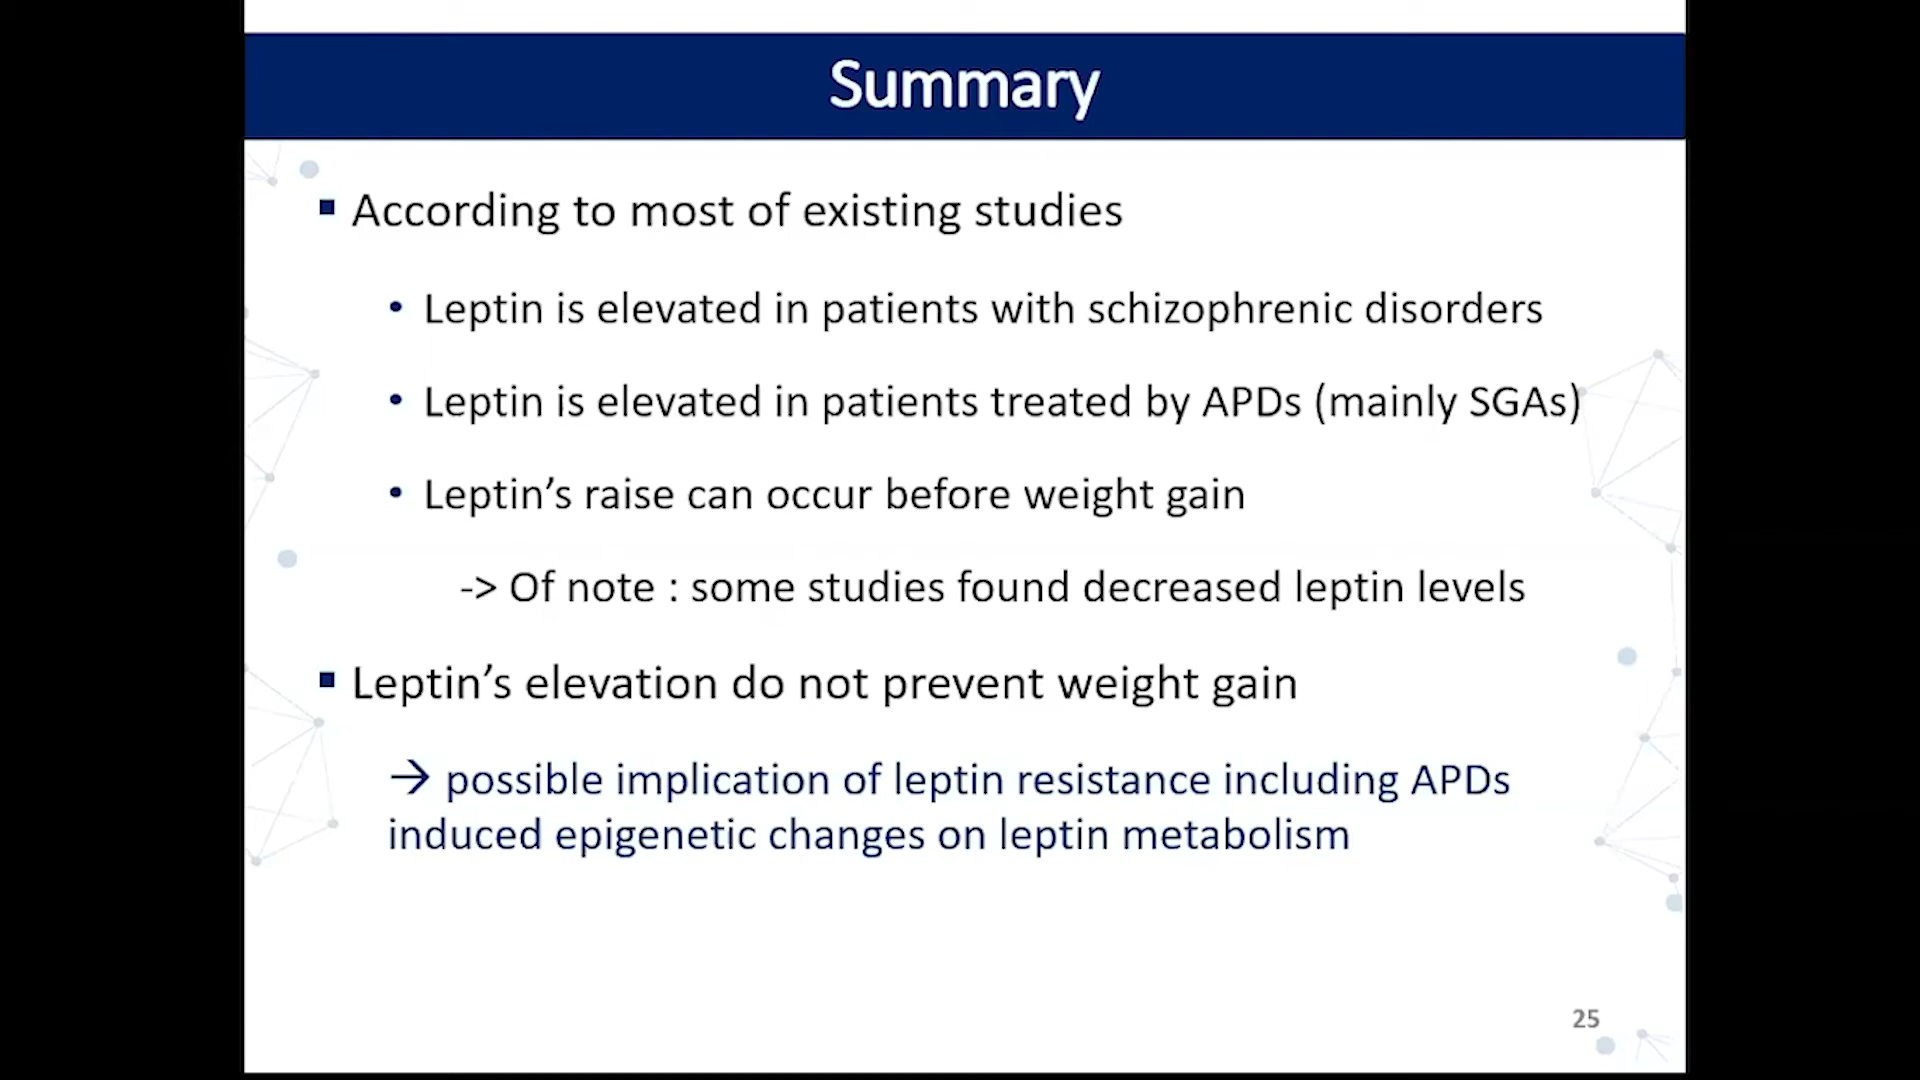 Summary
▪ According to most of existing studies
• Leptin is elevated in patients with schizophrenic disorders
• Leptin is elevated in patients treated by APDs (mainly SGAs)
• Leptin’s raise can occur before weight gain
-> Of note : some studies found decreased leptin levels
▪ Leptin’s elevation do not prevent weight gain
→ possible implication of leptin resistance including APDs
induced epigenetic changes on leptin metabolism
25